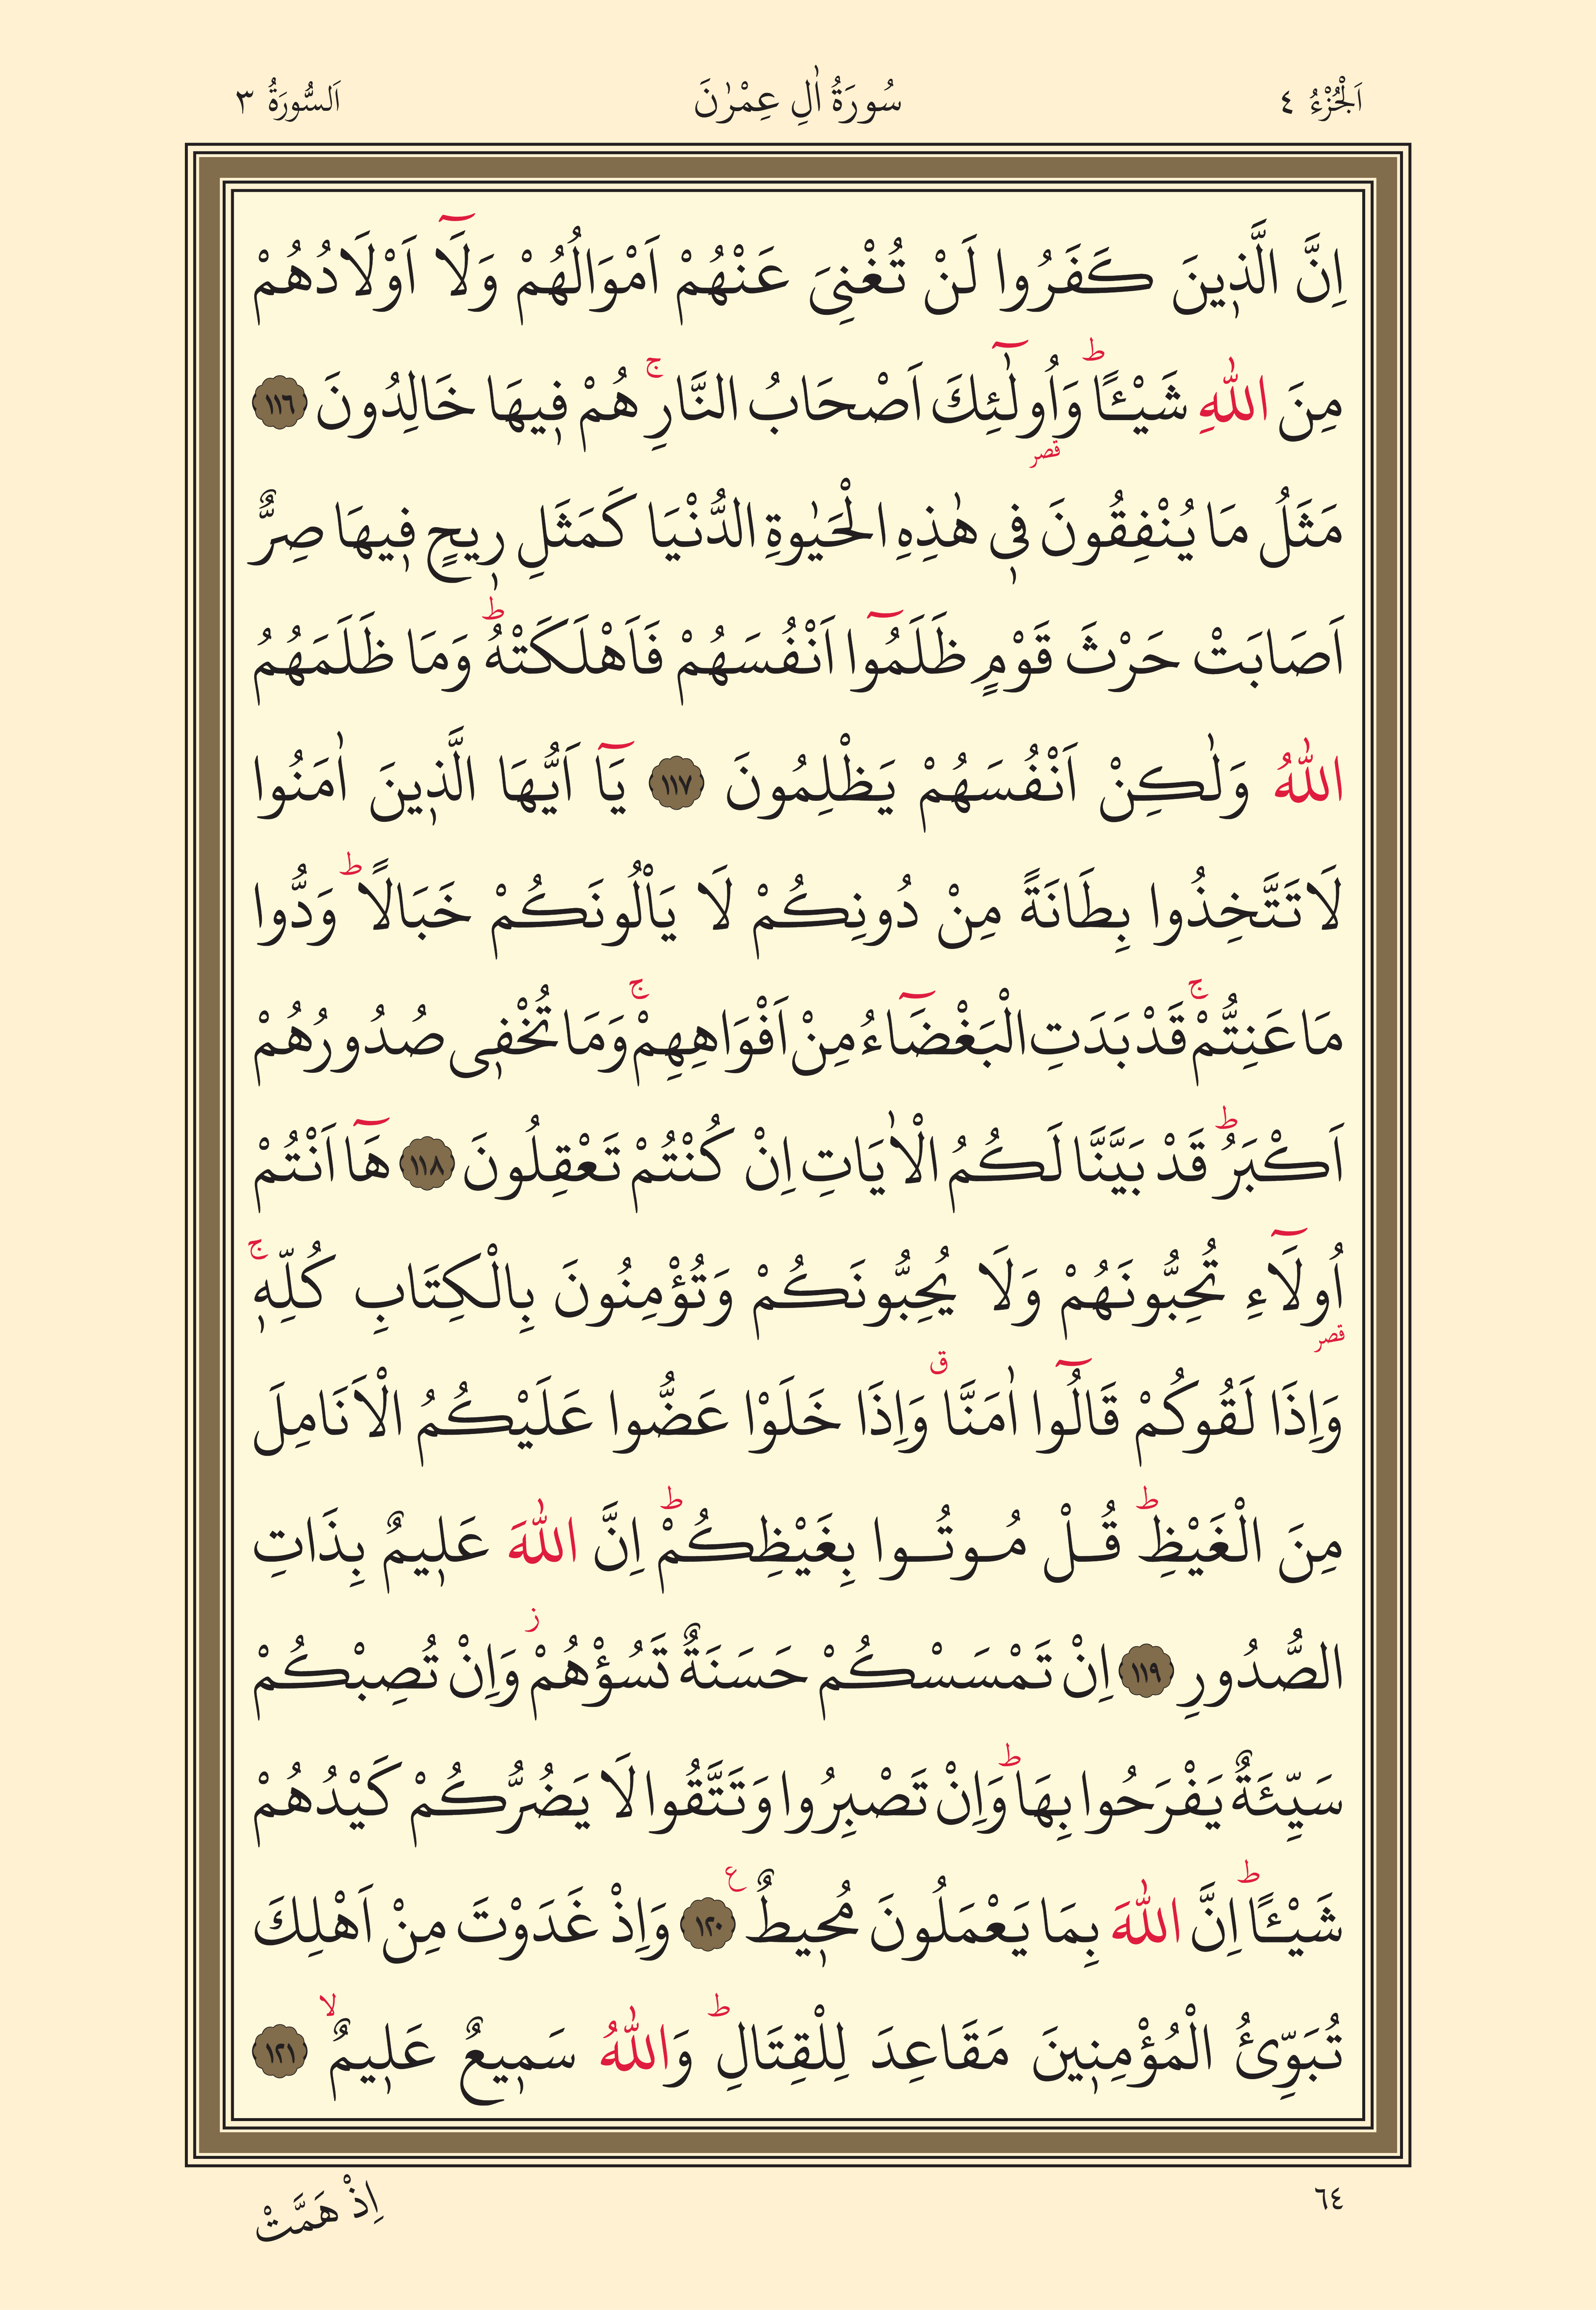 اَلْجُزْءُ ٤ سُورَةُ اٰلِ عِمْرٰنَ اَلسُّورَةُ ٣
اِنَّ الَّذ۪ينَ كَفَرُوا لَنْ تُغْنِىَ عَنْهُمْ اَمْوَالُهُمْ وَلَٓا اَوْلَادُهُمْ
مِنَ اللّٰهِ شَيْـًٔاۜ وَاُو۬لٰٓئِكَ اَصْحَابُ النَّارِۚ هُمْ ف۪يهَا خَالِدُونَ ﴿١١٦﴾
قصر
مَثَلُ مَا يُنْفِقُونَ ف۪ى هٰذِهِ الْحَيٰوةِ الدُّنْيَا كَمَثَلِ ر۪يحٍ ف۪يهَا صِرٌّ
اَصَابَتْ حَرْثَ قَوْمٍ ظَلَمُٓوا اَنْفُسَهُمْ فَاَهْلَكَتْهُۜ وَمَا ظَلَمَهُمُ
اللّٰهُ وَلٰكِنْ اَنْفُسَهُمْ يَظْلِمُونَ ﴿١١٧﴾ يَٓا اَيُّهَا الَّذ۪ينَ اٰمَنُوا
لَا تَتَّخِذُوا بِطَانَةً مِنْ دُونِكُمْ لَا يَاْلُونَكُمْ خَبَالًاۜ وَدُّوا
مَا عَنِتُّمْۚ قَدْ بَدَتِ الْبَغْضَٓاءُ مِنْ اَفْوَاهِهِمْۚ وَمَا تُخْف۪ى صُدُورُهُمْ
اَكْبَرُۜ قَدْ بَيَّنَّا لَكُمُ الْاٰيَاتِ اِنْ كُنْتُمْ تَعْقِلُونَ ﴿١١٨﴾ هَٓا اَنْتُمْ
اُولَٓاءِ تُحِبُّونَهُمْ وَلَا يُحِبُّونَكُمْ وَتُؤْمِنُونَ بِالْكِتَابِ كُلِّه۪ۚ
قصر
وَاِذَا لَقُوكُمْ قَالُٓوا اٰمَنَّاۗ وَاِذَا خَلَوْا عَضُّوا عَلَيْكُمُ الْاَنَامِلَ
مِنَ الْغَيْظِۜ قُلْ مُوتُوا بِغَيْظِكُمْۜ اِنَّ اللّٰهَ عَل۪يمٌ بِذَاتِ
الصُّدُورِ ﴿١١٩﴾ اِنْ تَمْسَسْكُمْ حَسَنَةٌ تَسُؤْهُمْۘ وَاِنْ تُصِبْكُمْ
سَيِّئَةٌ يَفْرَحُوا بِهَاۜ وَاِنْ تَصْبِرُوا وَتَتَّقُوا لَا يَضُرُّكُمْ كَيْدُهُمْ
شَيْـًٔاۜ اِنَّ اللّٰهَ بِمَا يَعْمَلُونَ مُح۪يطٌ۟ ﴿١٢٠﴾ وَاِذْ غَدَوْتَ مِنْ اَهْلِكَ
تُبَوِّئُ الْمُؤْمِن۪ينَ مَقَاعِدَ لِلْقِتَالِۜ وَاللّٰهُ سَم۪يعٌ عَل۪يمٌۙ ﴿١٢١﴾
٦٤
اِذْ هَمَّتْ